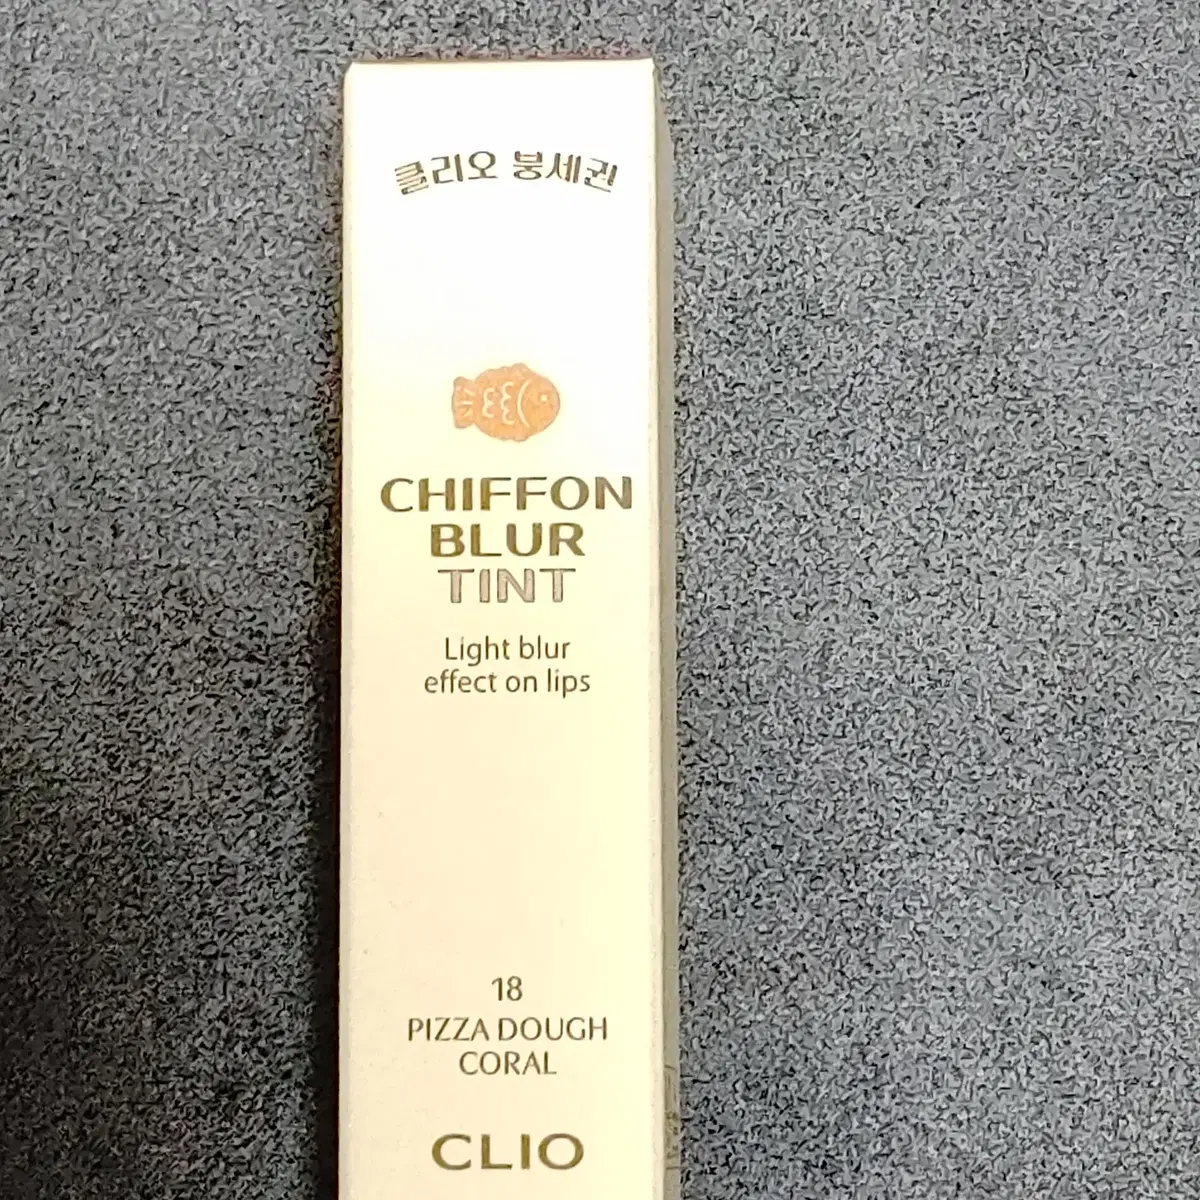 클리오 붕세권
CHIFFON
BLUR
TINT
Light blur
effect on lips
18
PIZZA DOUGH
CORAL
CLIO